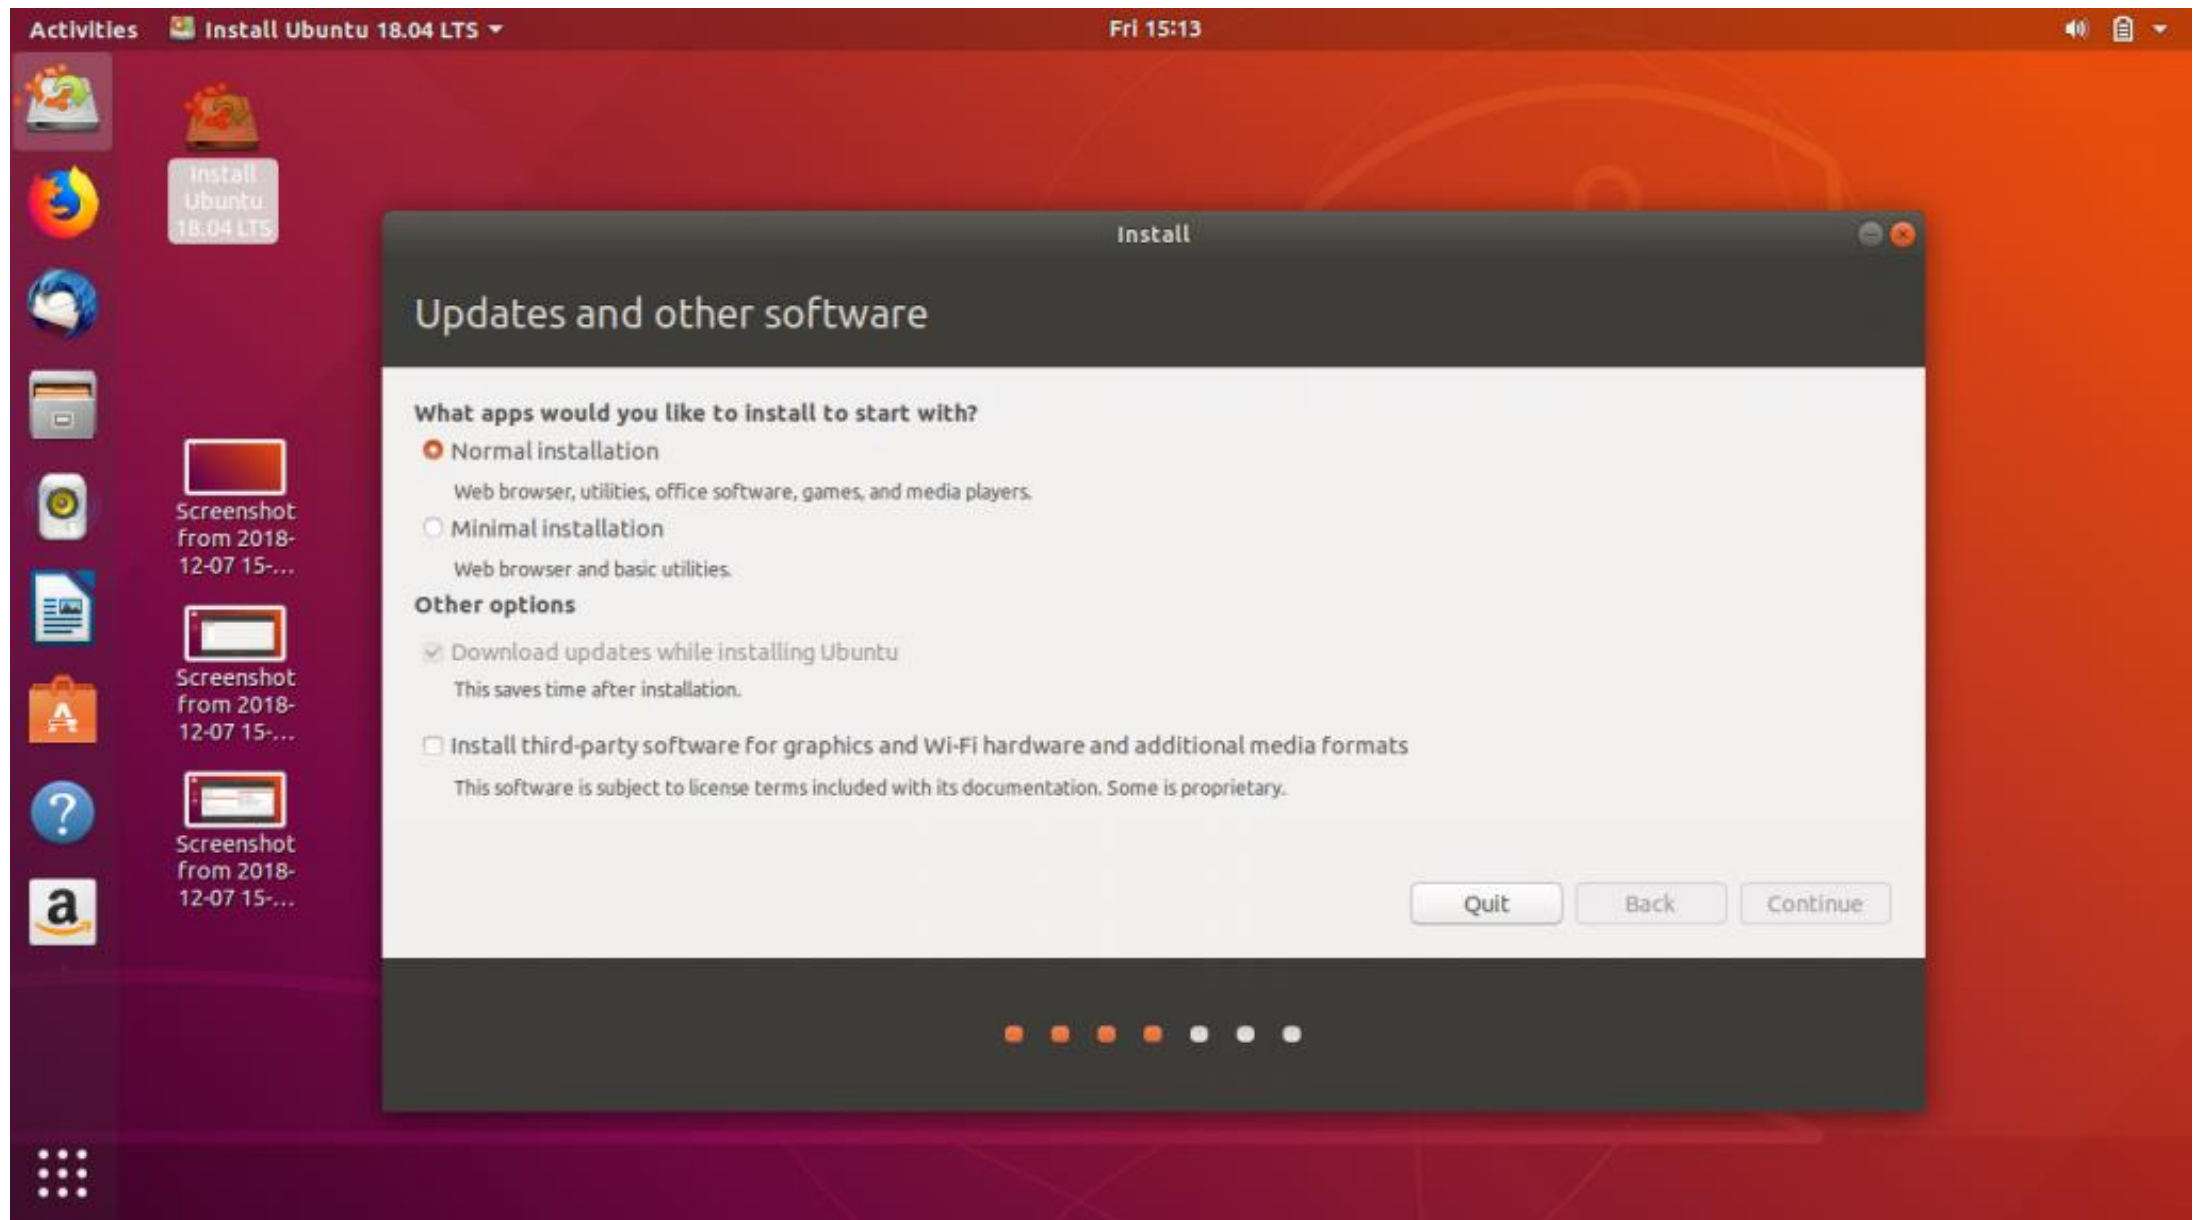 Activities
Install Ubuntu 18.04 LTS
Fri 15:13
Install
Ubuntu
18.04 LTS
Screenshot
from 2018-
12-07 15-...
Screenshot
from 2018-
12-07 15-...
Screenshot
from 2018-
12-07 15-...
Install
Updates and other software
What apps would you like to install to start with?
Normal installation
Web browser, utilities, office software, games, and media players.
Minimal installation
Web browser and basic utilities.
Other options
Download updates while installing Ubuntu
This saves time after installation.
Install third-party software for graphics and Wi-Fi hardware and additional media formats
This software is subject to license terms included with its documentation. Some is proprietary.
Quit
Back
Continue